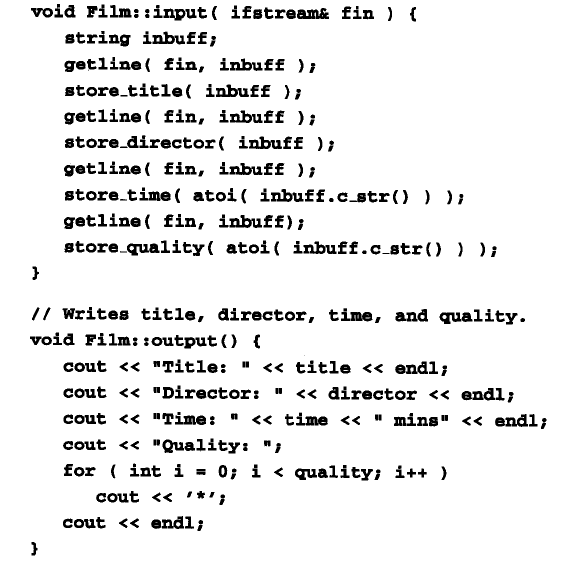 void Film::input( ifstream& fin ) {
   string inbuff;
   getline( fin, inbuff );
   store_title( inbuff );
   getline( fin, inbuff );
   store_director( inbuff );
   getline( fin, inbuff );
   store_time( atoi( inbuff.c_str() ) );
   getline( fin, inbuff);
   store_quality( atoi( inbuff.c_str() ) );
}

// Writes title, director, time, and quality.
void Film::output() {
   cout << "Title: " << title << endl;
   cout << "Director: " << director << endl;
   cout << "Time: " << time << " mins" << endl;
   cout << "Quality: ";
   for ( int i = 0; i < quality; i++ )
      cout << '*';
   cout << endl;
}